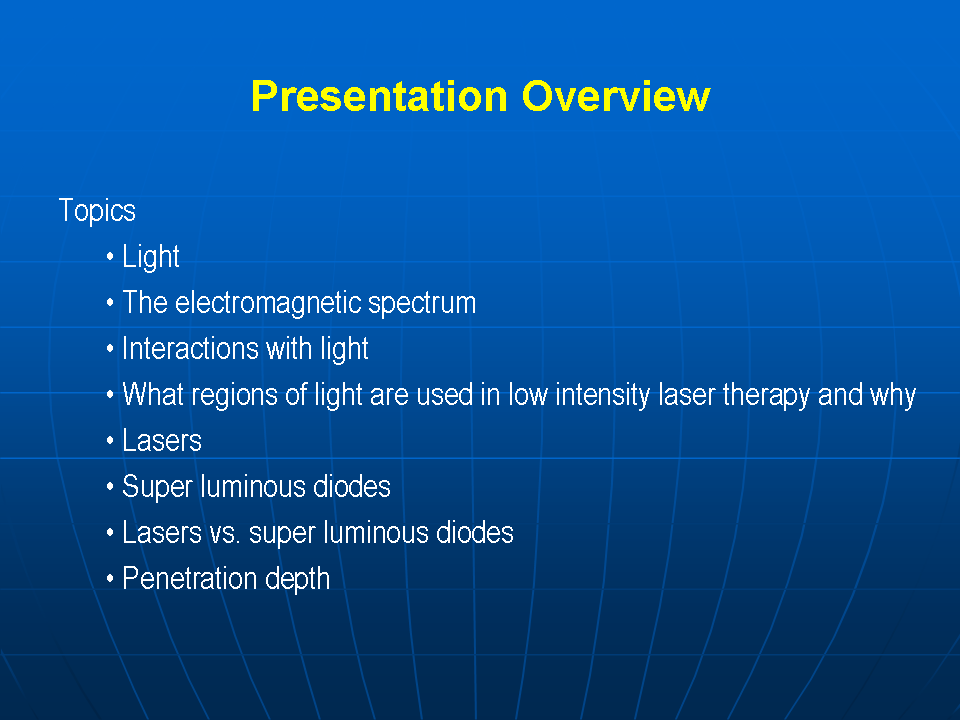 Presentation Overview
Topics
• Light
• The electromagnetic spectrum
• Interactions with light
• What regions of light are used in low intensity laser therapy and why
• Lasers
• Super luminous diodes
• Lasers vs. super luminous diodes
• Penetration depth